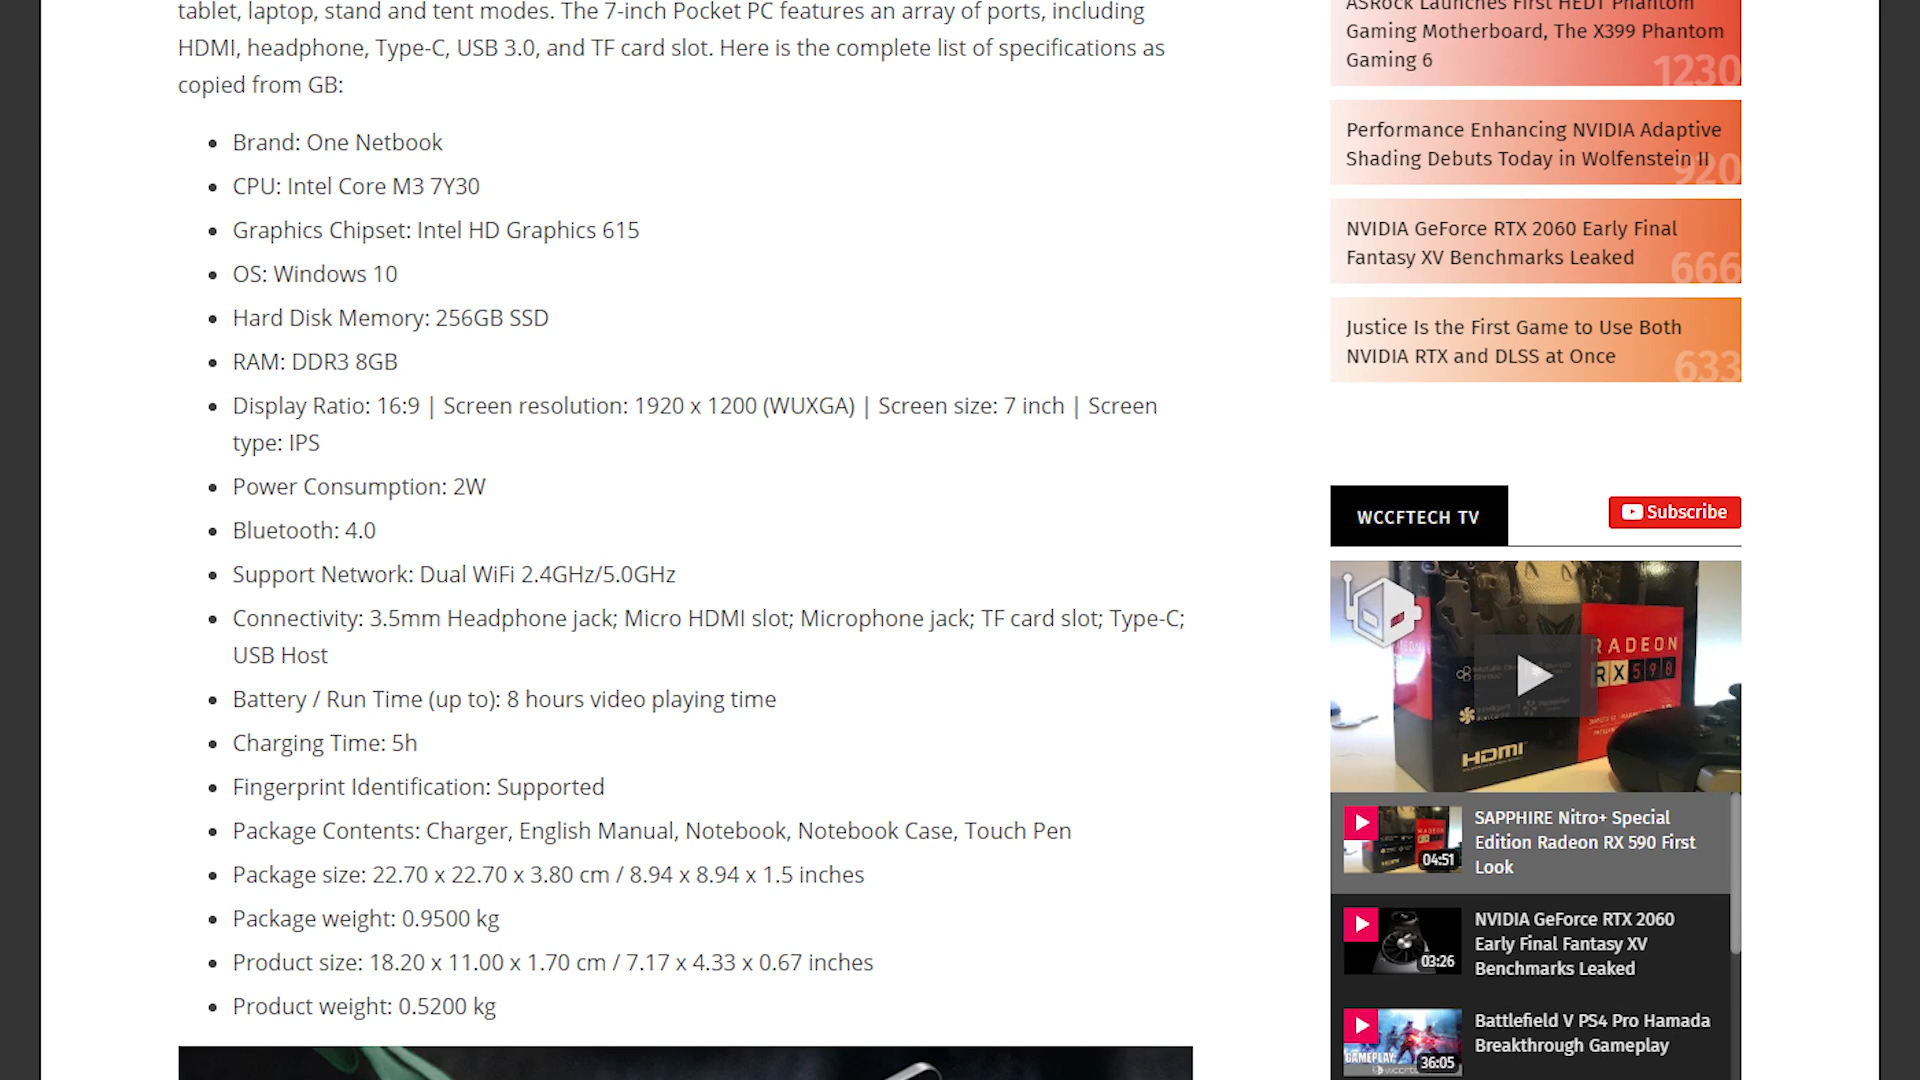 tablet, laptop, stand and tent modes. The 7-inch Pocket PC features an array of ports, including
HDMI, headphone, Type-C, USB 3.0, and TF card slot. Here is the complete list of specifications as
copied from GB:
Brand: One Netbook
CPU: Intel Core M3 7Y30
Graphics Chipset: Intel HD Graphics 615
OS: Windows 10
Hard Disk Memory: 256GB SSD
RAM: DDR3 8GB
Display Ratio: 16:9 | Screen resolution: 1920 x 1200 (WUXGA) | Screen size: 7 inch | Screen
type: IPS
Power Consumption: 2W
Bluetooth: 4.0
Support Network: Dual WiFi 2.4GHz/5.0GHz
Connectivity: 3.5mm Headphone jack; Micro HDMI slot; Microphone jack; TF card slot; Type-C;
USB Host
Battery / Run Time (up to): 8 hours video playing time
Charging Time: 5h
Fingerprint Identification: Supported
Package Contents: Charger, English Manual, Notebook, Notebook Case, Touch Pen
Package size: 22.70 x 22.70 x 3.80 cm / 8.94 x 8.94 x 1.5 inches
Package weight: 0.9500 kg
Product size: 18.20 x 11.00 x 1.70 cm / 7.17 x 4.33 x 0.67 inches
Product weight: 0.5200 kg
ASRock Launches First HEDT Phantom
Gaming Motherboard, The X399 Phantom
Gaming 6
1230
Performance Enhancing NVIDIA Adaptive
Shading Debuts Today in Wolfenstein II
920
NVIDIA GeForce RTX 2060 Early Final
Fantasy XV Benchmarks Leaked
666
Justice Is the First Game to Use Both
NVIDIA RTX and DLSS at Once
633
WCCFTECH TV
Subscribe
RADEON
RX 590
HDMI
SAPPHIRE Nitro+ Special
Edition Radeon RX 590 First
Look
04:51
NVIDIA GeForce RTX 2060
Early Final Fantasy XV
Benchmarks Leaked
03:26
Battlefield V PS4 Pro Hamada
Breakthrough Gameplay
GAMEPLAY
36:05